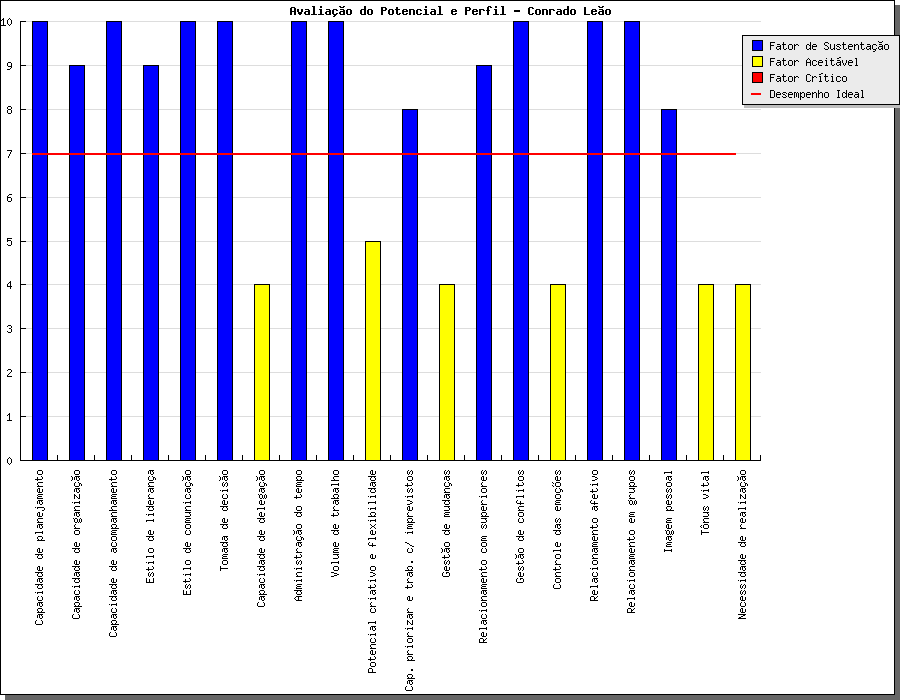 Avaliação do Potencial e Perfil - Conrado Leão
10
9
8
7
6
5
4
3
2
1
0
Fator de Sustentação
Fator Aceitável
Fator Crítico
Desempenho Ideal
Capacidade de planejamento
Capacidade de organização
Capacidade de acompanhamento
Estilo de liderança
Estilo de comunicação
Tomada de decisão
Capacidade de delegação
Administração do tempo
Volume de trabalho
Potencial criativo e flexibilidade
Cap. priorizar e trab. c/ imprevistos
Gestão de mudanças
Relacionamento com superiores
Gestão de conflitos
Controle das emoções
Relacionamento afetivo
Relacionamento em grupos
Imagem pessoal
Tônus vital
Necessidade de realização